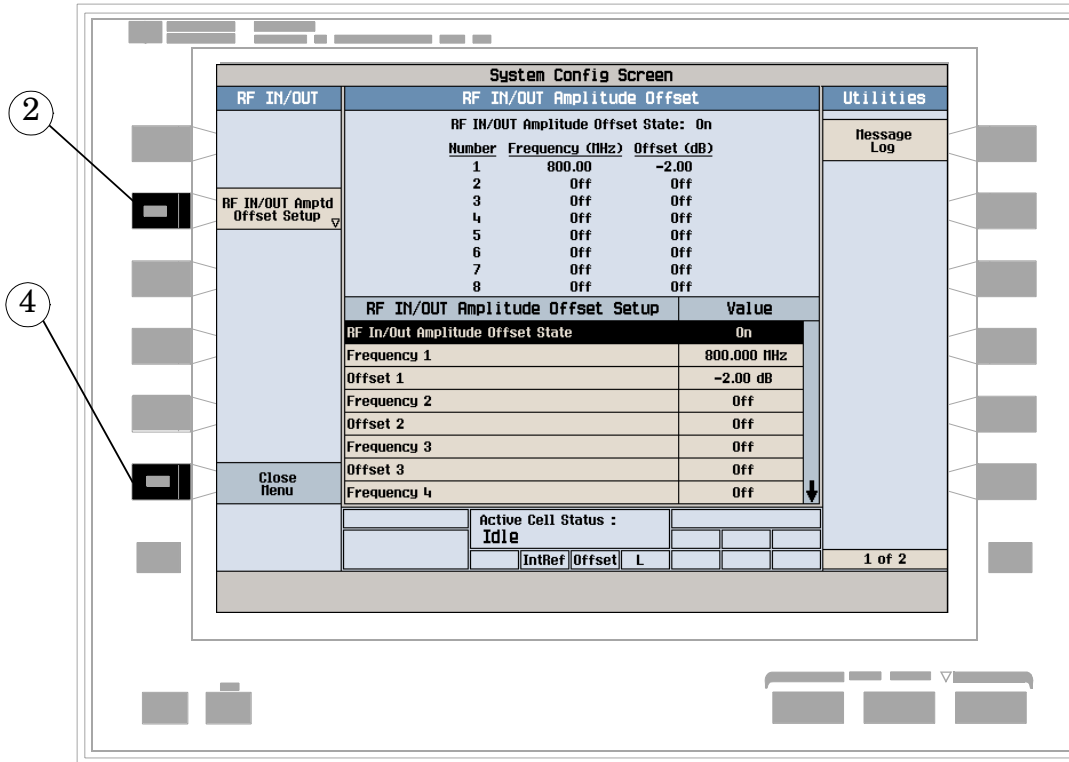 System Config Screen
RF IN/OUT
RF IN/OUT Amplitude Offset
Utilities
2
RF IN/OUT Amplitude Offset State: On
Message
Log
Number Frequency (MHz) Offset (dB)
1 800.00 -2.00
2 Off Off
3 Off Off
4 Off Off
5 Off Off
6 Off Off
7 Off Off
8 Off Off
RF IN/OUT Amptd
Offset Setup
4
RF IN/OUT Amplitude Offset Setup Value
RF In/Out Amplitude Offset State On
Frequency 1 800.000 MHz
Offset 1 -2.00 dB
Frequency 2 Off
Offset 2 Off
Frequency 3 Off
Offset 3 Off
Frequency 4 Off
Close
Menu
Active Cell Status :
Idle
IntRef Offset L
1 of 2